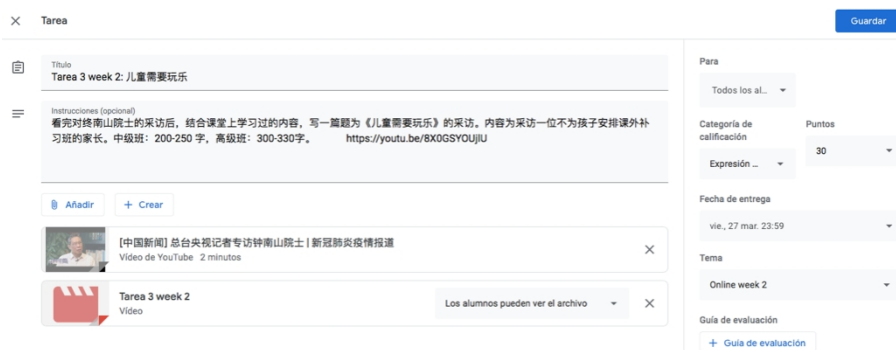 Tarea
Guardar
Título
Tarea 3 week 2: 儿童需要玩乐
Instrucciones (opcional)
看完对终南山院士的采访后，结合课堂上学习过的内容，写一篇题为《儿童需要玩乐》的采访。内容为采访一位不为孩子安排课外补
习班的家长。中级班：200-250 字，高级班：300-330字。 https://youtu.be/8X0GSYOUjlU
Añadir
Crear
[中国新闻] 总台央视记者专访钟南山院士 | 新冠肺炎疫情报道
Vídeo de YouTube 2 minutos
Tarea 3 week 2
Vídeo
Los alumnos pueden ver el archivo
Para
Todos los al...
Categoría de
calificación
Puntos
Expresión ...
30
Fecha de entrega
vie., 27 mar. 23:59
Tema
Online week 2
Guía de evaluación
+ Guía de evaluación